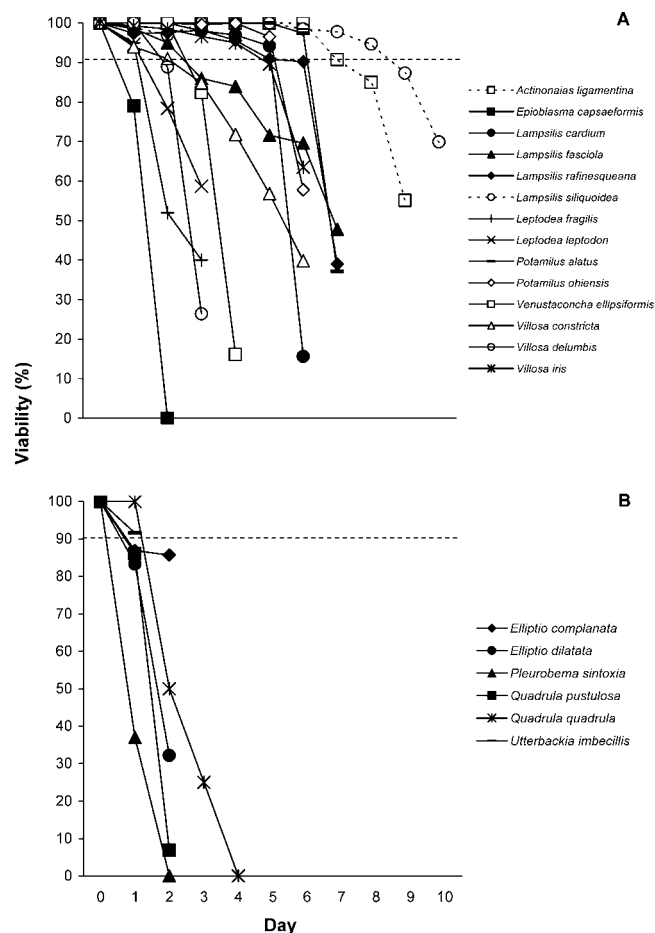 A
100
90
80
70
60
50
40
30
20
10
0
Actinonaias ligamentina
Epioblasma capsaeformis
Lampsilis cardium
Lampsilis fasciola
Lampsilis rafinesqueana
Lampsilis siliquoidea
Leptodea fragilis
Leptodea leptodon
Potamilus alatus
Potamilus ohiensis
Venustaconcha ellipsiformis
Villosa constricta
Villosa delumbis
Villosa iris
Viability (%)
B
100
90
80
70
60
50
40
30
20
10
0
Elliptio complanata
Elliptio dilatata
Pleurobema sintoxia
Quadrula pustulosa
Quadrula quadrula
Utterbackia imbecillis
0 1 2 3 4 5 6 7 8 9 10
Day